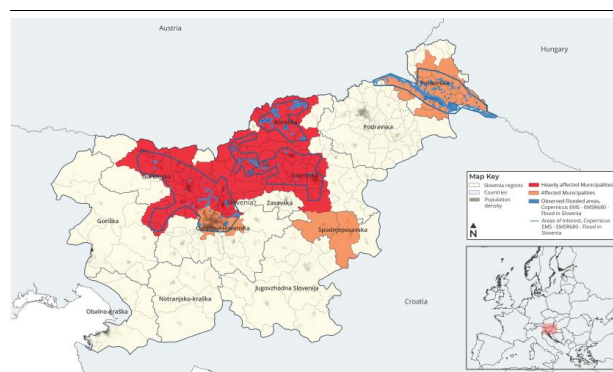 Austria
Hungary
Pomurska
Koroška
Podravska
Savinjska
Gorenjska
Slovenia
Zasavska
Goriška
Osrednjeslovenska
Spodnjeposavska
Notranjsko-kraška
Jugovzhodna Slovenija
Obalno-kraška
Croatia
Map Key
Slovenia regions
Countries
Population
density
N
Heavily affected Municipalities
Affected Municipalities
Observed Flooded areas,
Copernicus EMS - EMSR680 -
Flood in Slovenia
Areas of Interest, Copernicus
EMS - EMSR680 - Flood in
Slovenia